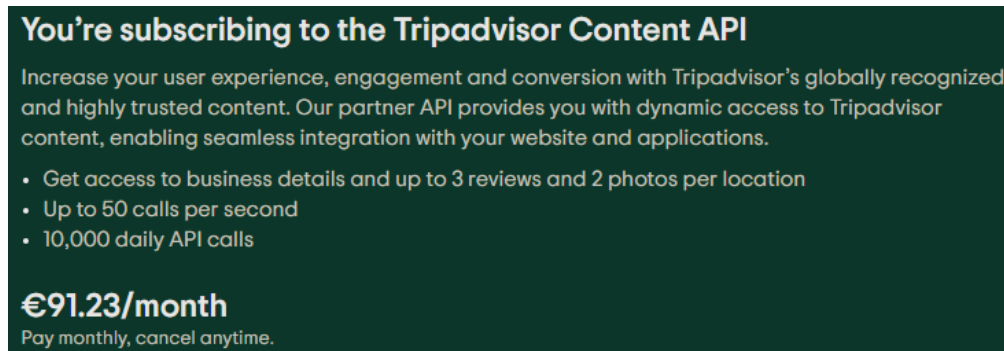 You’re subscribing to the Tripadvisor Content API
Increase your user experience, engagement and conversion with Tripadvisor’s globally recognized
and highly trusted content. Our partner API provides you with dynamic access to Tripadvisor
content, enabling seamless integration with your website and applications.
• Get access to business details and up to 3 reviews and 2 photos per location
• Up to 50 calls per second
• 10,000 daily API calls
€91.23/month
Pay monthly, cancel anytime.